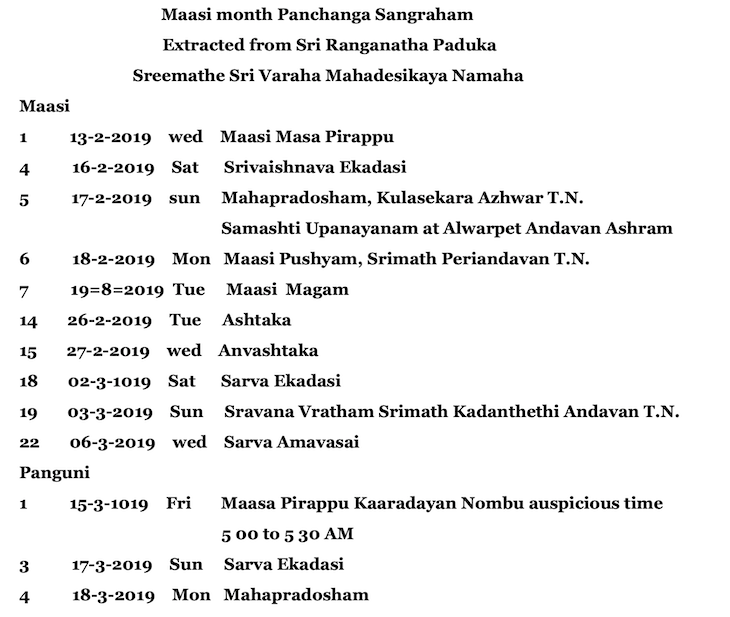 Maasi month Panchanga Sangraham
Extracted from Sri Ranganatha Paduka
Sreemathe Sri Varaha Mahadesikaya Namaha
Maasi
1 13-2-2019 wed Maasi Masa Pirappu
4 16-2-2019 Sat Srivaishnava Ekadasi
5 17-2-2019 sun Mahapradosham, Kulasekara Azhwar T.N.
Samashti Upanayanam at Alwarpet Andavan Ashram
6 18-2-2019 Mon Maasi Pushyam, Srimath Periandavan T.N.
7 19=8=2019 Tue Maasi Magam
14 26-2-2019 Tue Ashtaka
15 27-2-2019 wed Anvashtaka
18 02-3-1019 Sat Sarva Ekadasi
19 03-3-2019 Sun Sravana Vratham Srimath Kadanthethi Andavan T.N.
22 06-3-2019 wed Sarva Amavasai
Panguni
1 15-3-1019 Fri Maasa Pirappu Kaaradayan Nombu auspicious time
5 00 to 5 30 AM
3 17-3-2019 Sun Sarva Ekadasi
4 18-3-2019 Mon Mahapradosham